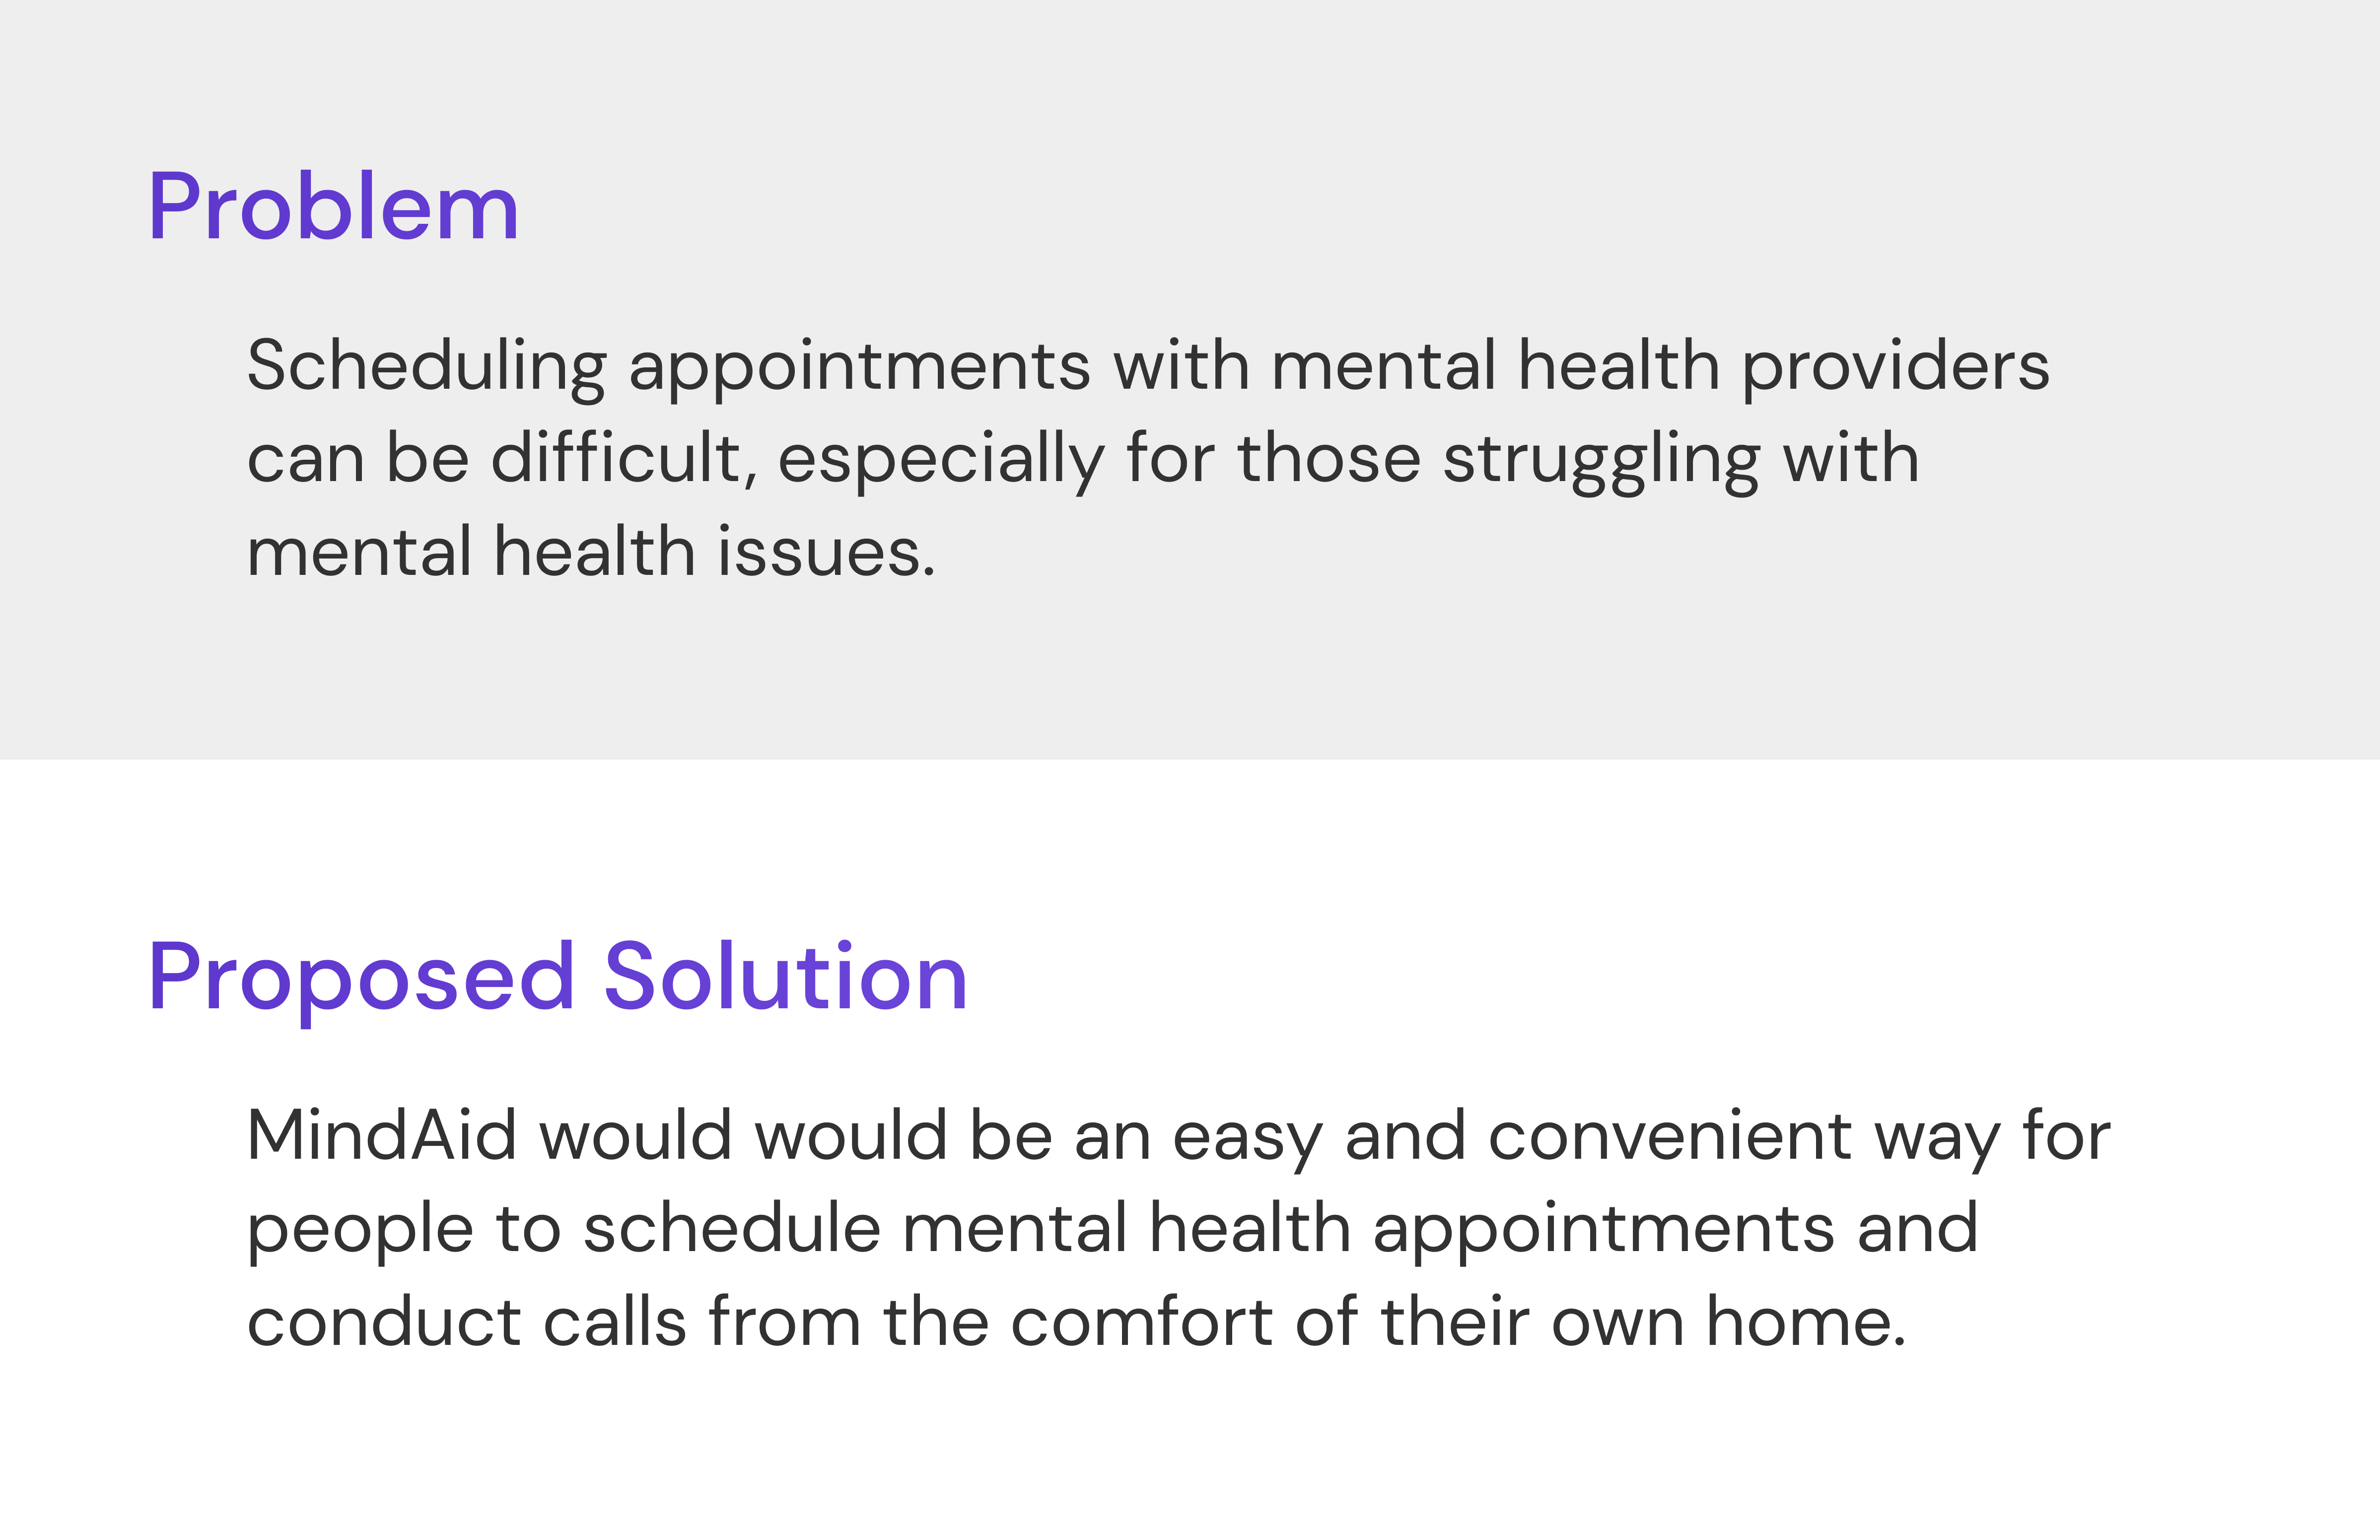 Problem
Scheduling appointments with mental health providers
can be difficult, especially for those struggling with
mental health issues.
Proposed Solution
MindAid would would be an easy and convenient way for
people to schedule mental health appointments and
conduct calls from the comfort of their own home.